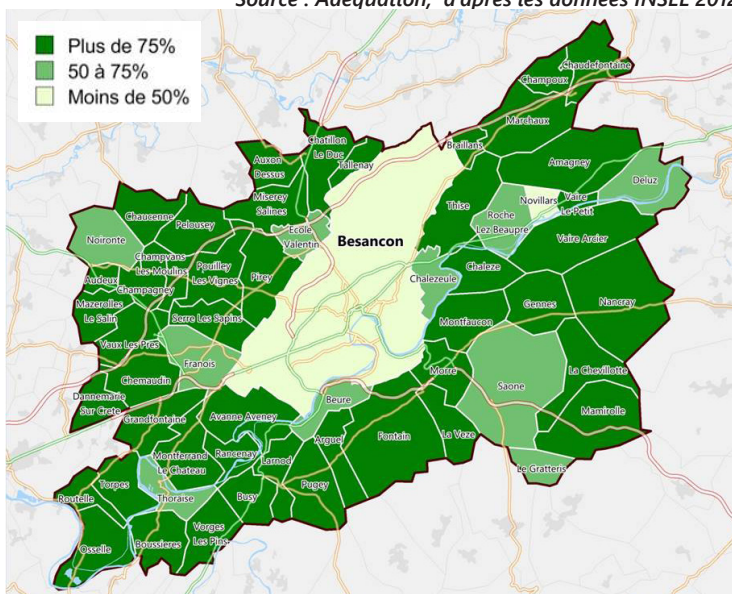 Source : Adéquation, d'après les données INSEE 2012
Plus de 75%
50 à 75%
Moins de 50%
Chaudefontaine
Champoux
Marchaux
Chatillon
Le Duc
Tallenay
Braillans
Auxon
Dessus
Amagney
Deluz
Miserey
Salines
Novillars
Vaire
Le Petit
Thise
Roche
Lez Beaupre
Chaucenne
Pelousey
Ecole
Valentin
Besancon
Vaire Arcier
Noironte
Champvans
Les Moulins
Pouilley
Les Vignes
Pirey
Chalezeule
Chaleze
Audeux
Champagney
Mazerolles
Le Salin
Serre Les Sapins
Montfaucon
Gennes
Nancray
Vaux Les Pres
Franois
Morre
Saone
La Chevillotte
Chemaudin
Dannemarie
Sur Crete
Beure
Mamirolle
Grandfontaine
Avanne Aveney
Arguel
Fontain
La Veze
Montferrand
Le Chateau
Rancenay
Larnod
Le Gratteris
Torpes
Routelle
Thoraise
Busy
Pugey
Vorges
Les Pins
Osselle
Boussieres